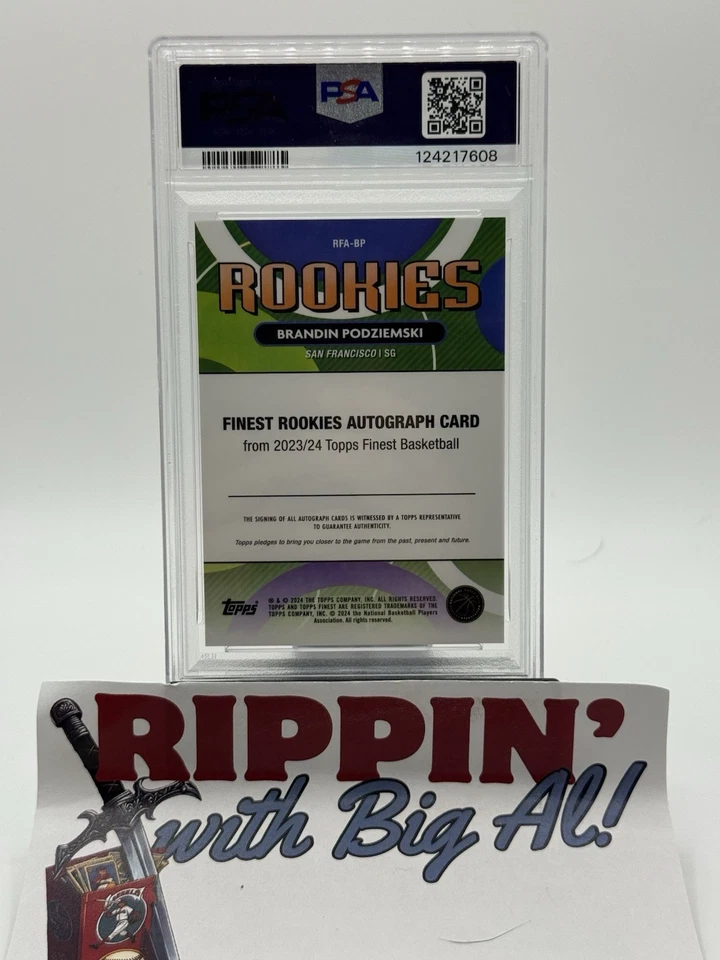 PSA
124217608
RFA-BP
ROOKIES
BRANDIN PODZIEMSKI
SAN FRANCISCO | SG
FINEST ROOKIES AUTOGRAPH CARD
from 2023/24 Topps Finest Basketball
THE SIGNING OF ALL AUTOGRAPH CARDS IS WITNESSED BY A TOPPS REPRESENTATIVE
TO GUARANTEE AUTHENTICITY.
Topps pledges to bring you closer to the game from the past, present and future.
Topps
® & © 2024 THE TOPPS COMPANY, INC. ALL RIGHTS RESERVED.
TOPPS AND TOPPS FINEST ARE REGISTERED TRADEMARKS OF THE
TOPPS COMPANY, INC. © 2024 the National Basketball Players
Association. All rights reserved.
RIPPIN'
with Big Al!